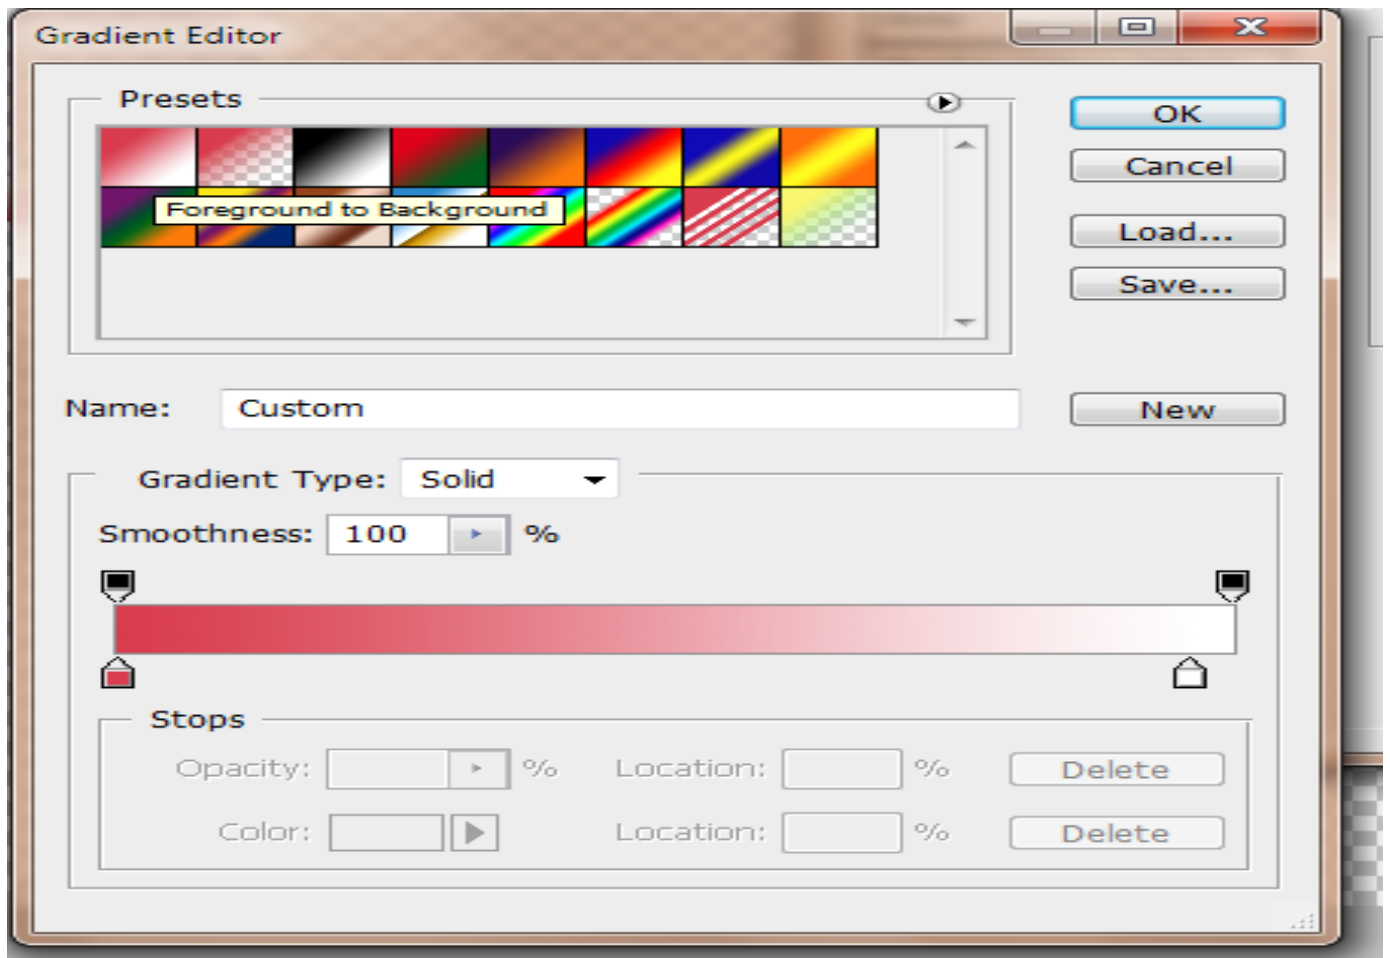 Gradient Editor
Presets
OK
Cancel
Foreground to Background
Load...
Save...
Name: Custom New
Gradient Type: Solid
Smoothness: 100 %
Stops
Opacity: % Location: % Delete
Color: Location: % Delete